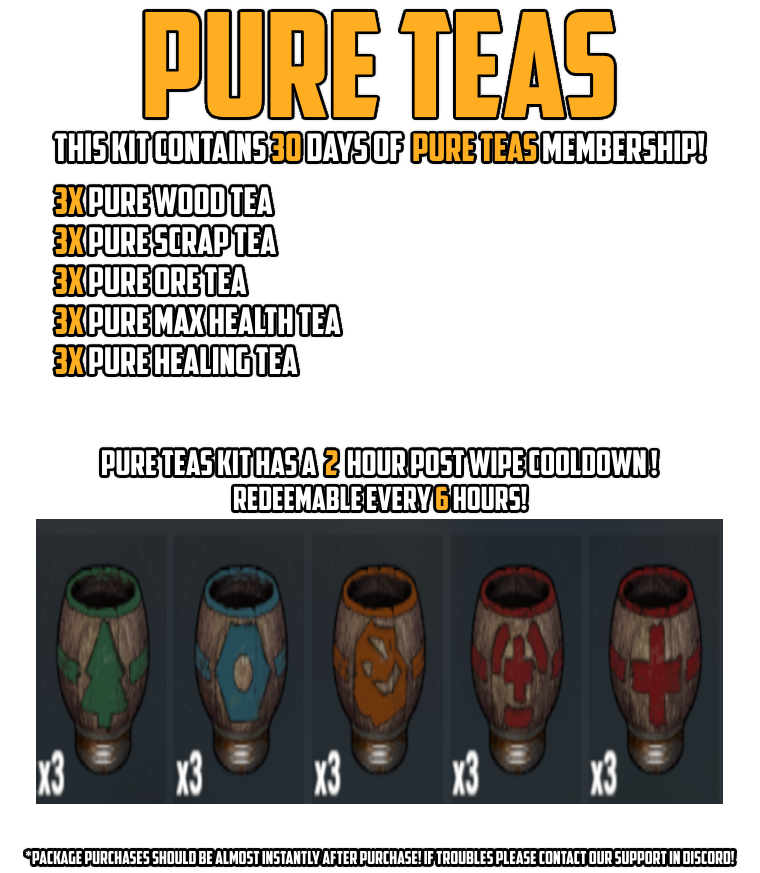 PURE TEAS
THIS KIT CONTAINS 30 DAYS OF PURE TEAS MEMBERSHIP!
3X PURE WOOD TEA
3X PURE SCRAP TEA
3X PURE ORE TEA
3X PURE MAX HEALTH TEA
3X PURE HEALING TEA
PURE TEAS KIT HAS A 2 HOUR POST WIPE COOLDOWN!
REDEEMABLE EVERY 6 HOURS!
x3 x3 x3 x3 x3
*PACKAGE PURCHASES SHOULD BE ALMOST INSTANTLY AFTER PURCHASE! IF TROUBLES PLEASE CONTACT OUR SUPPORT IN DISCORD!